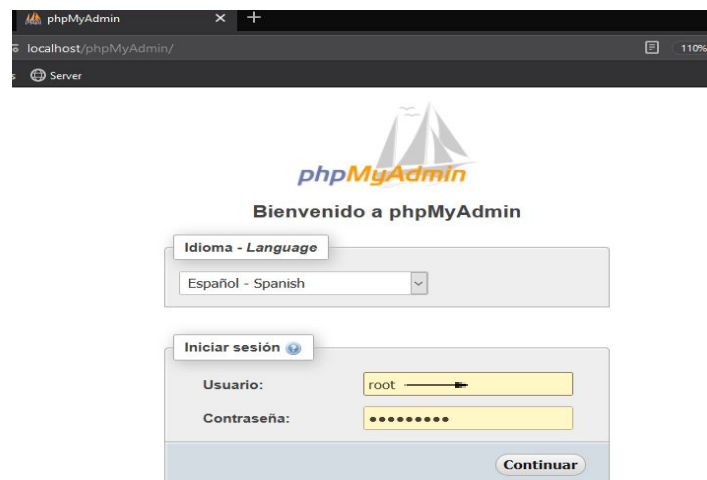 phpMyAdmin
localhost/phpMyAdmin/
110%
s Server
phpMyAdmin
Bienvenido a phpMyAdmin
Idioma - Language
Español - Spanish
Iniciar sesión
Usuario:
root
Contraseña:
Continuar